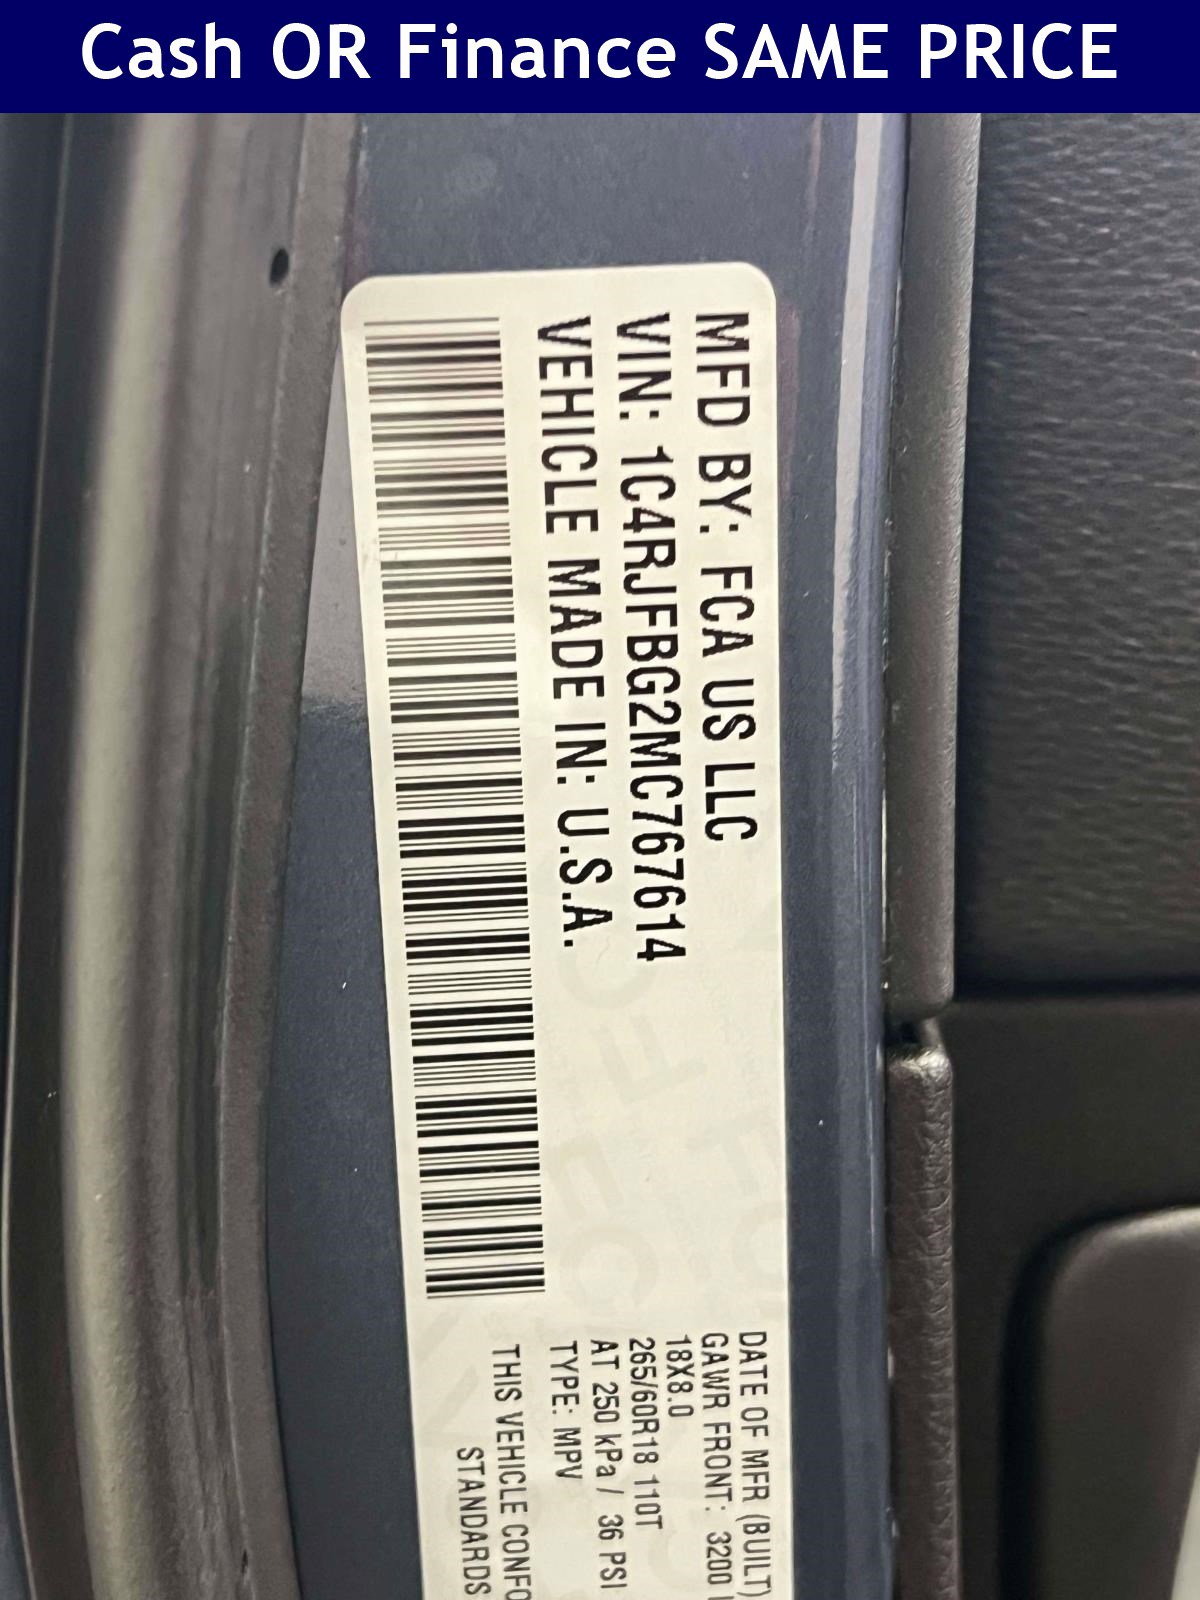 Cash OR Finance SAME PRICE
MFD BY: FCA US LLC
VIN: 1C4RJFBG2MC767614
VEHICLE MADE IN: U.S.A.
DATE OF MFR (BUILT)
GAWR FRONT: 3200
18X8.0
265/60R18 110T
AT 250 kPa / 36 PSI
TYPE: MPV
THIS VEHICLE CONFO
STANDARDS